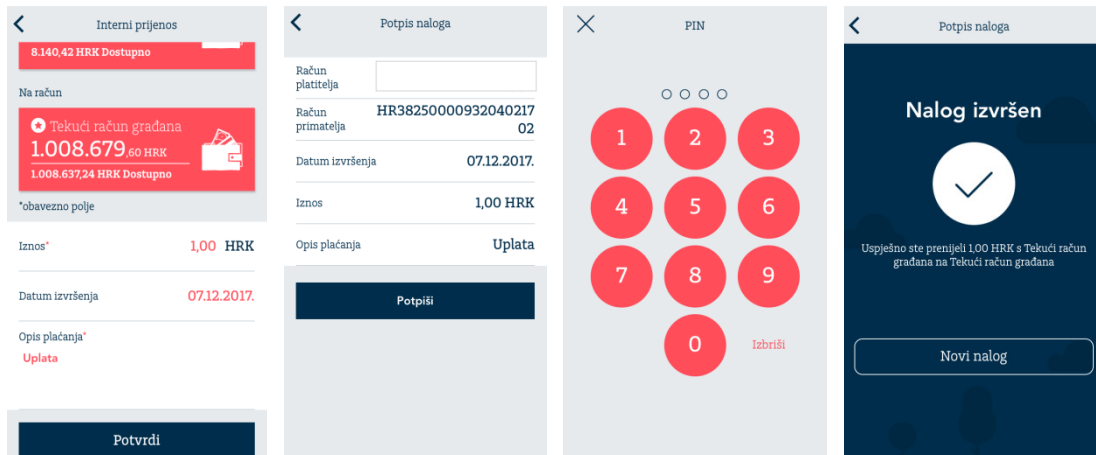 Interni prijenos
8.140,42 HRK Dostupno
Na račun
Tekući račun građana
1.008.679,60 HRK
1.008.637,24 HRK Dostupno
*obavezno polje
Iznos* 1,00 HRK
Datum izvršenja 07.12.2017.
Opis plaćanja*
Uplata
Potvrdi
Potpis naloga
Račun
platitelja
Račun HR38250000932040217
primatelja 02
Datum izvršenja 07.12.2017.
Iznos 1,00 HRK
Opis plaćanja Uplata
Potpiši
PIN
1 2 3
4 5 6
7 8 9
0 Izbriši
Potpis naloga
Nalog izvršen
Uspješno ste prenijeli 1,00 HRK s Tekući račun
građana na Tekući račun građana
Novi nalog